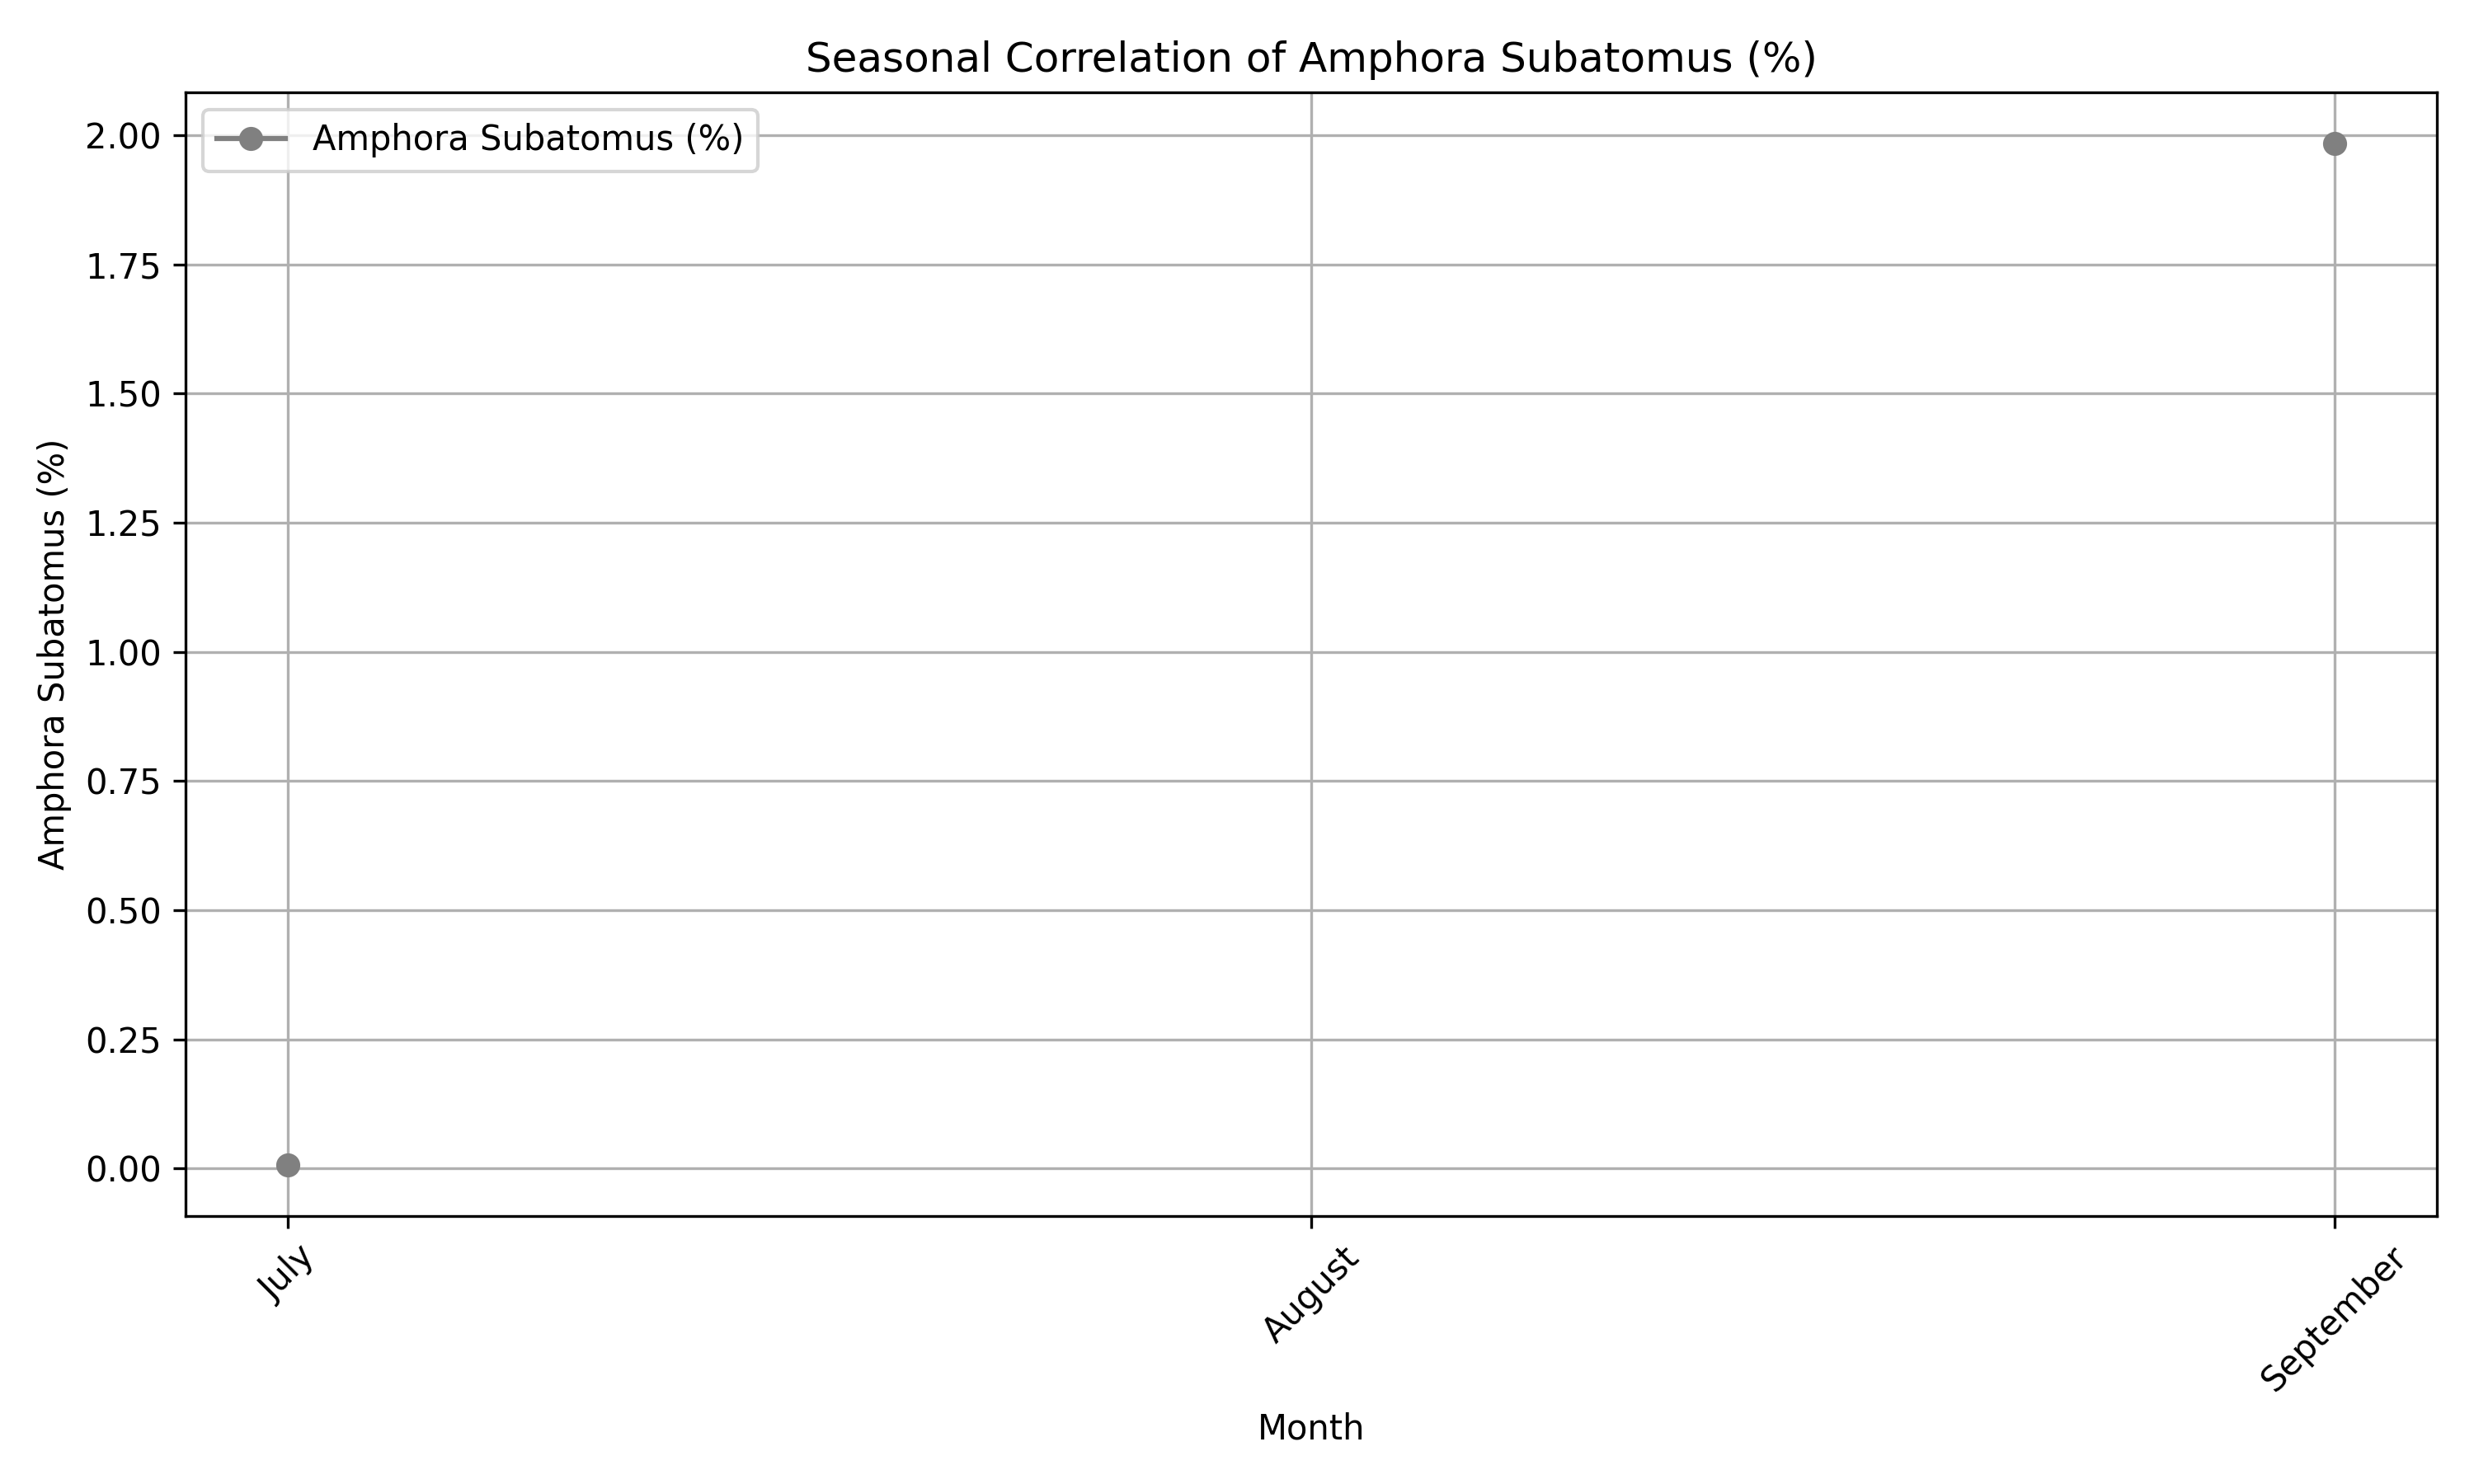 Seasonal Correlation of Amphora Subatomus (%)
Amphora Subatomus (%)
Amphora Subatomus (%)
2.00
1.75
1.50
1.25
1.00
0.75
0.50
0.25
0.00
July
August
September
Month